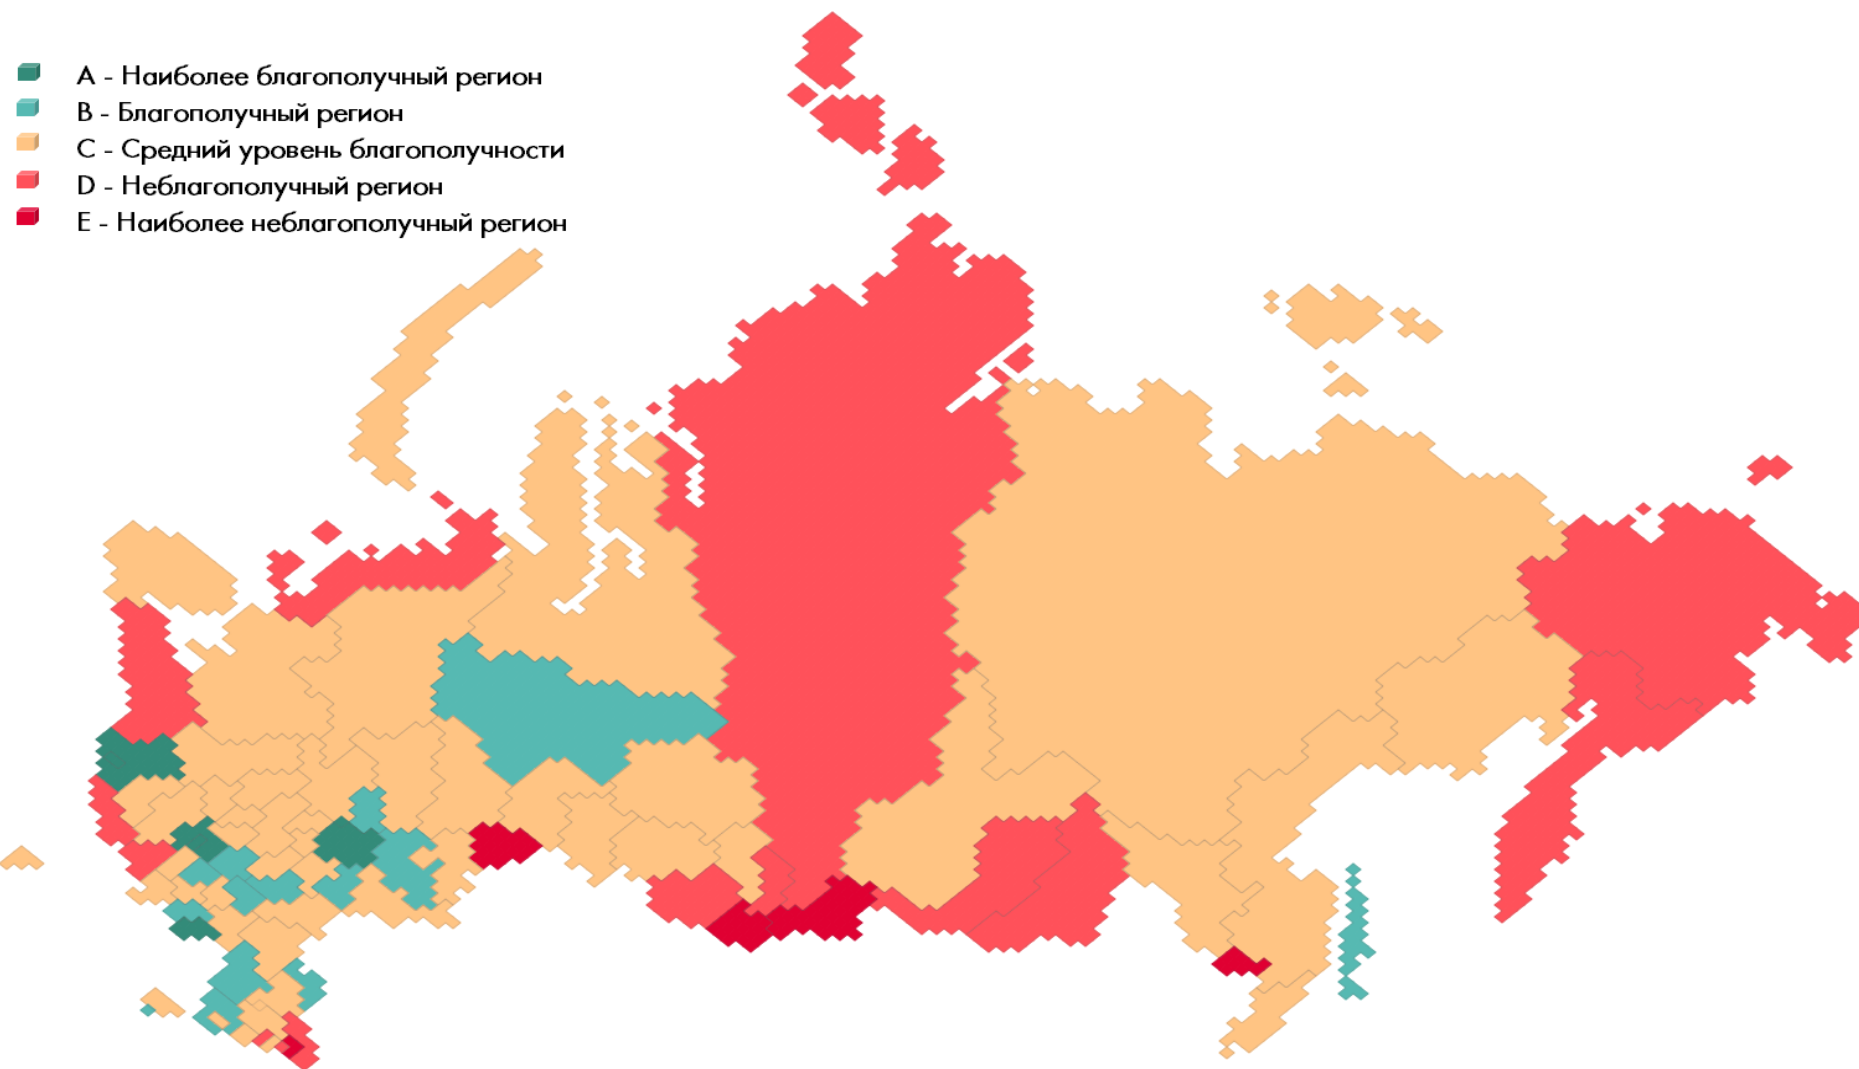 A - Наиболее благополучный регион
B - Благополучный регион
C - Средний уровень благополучности
D - Неблагополучный регион
E - Наиболее неблагополучный регион